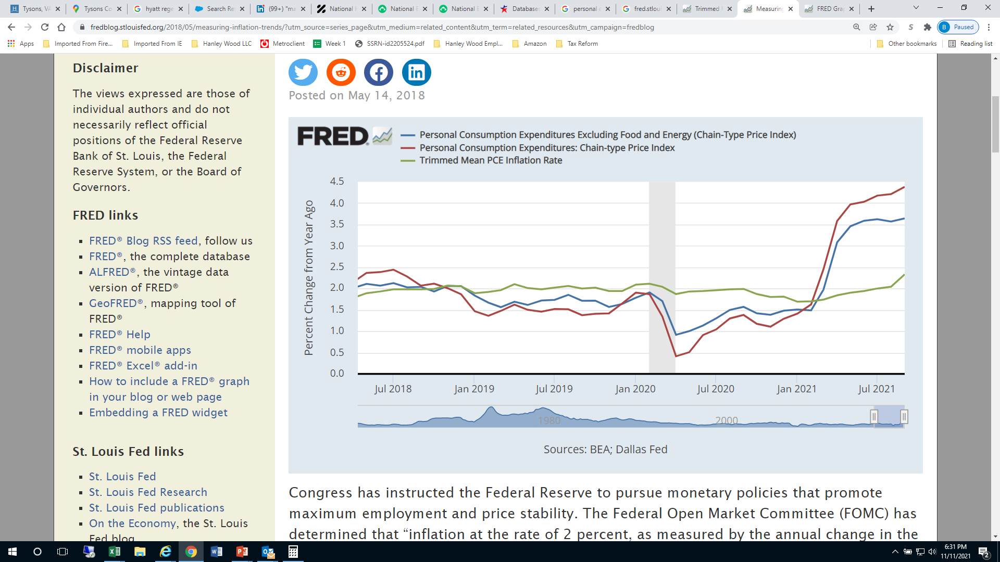 Tysons, VA
Tysons Co
hyatt rege
Search Re
(99+) "ma
National
National
National
Database
personal c
fred.stloui
Trimmed
Measuring
FRED Gra
fredblog.stlouisfed.org/2018/05/measuring-inflation-trends/?utm_source=series_page&utm_medium=related_content&utm_term=related_resources&utm_campaign=fredblog
S
B Paused
Apps
Imported From Fire...
Imported From IE
Hanley Wood LLC
Metroclient
Week 1
SSRN-id2205524.pdf
Hanley Wood Empl...
Amazon
Tax Reform
Other bookmarks
Reading list
Disclaimer
The views expressed are those of
individual authors and do not
necessarily reflect official
positions of the Federal Reserve
Bank of St. Louis, the Federal
Reserve System, or the Board of
Governors.
FRED links
FRED® Blog RSS feed, follow us
FRED®, the complete database
ALFRED®, the vintage data
version of FRED®
GeoFRED®, mapping tool of
FRED®
FRED® Help
FRED® mobile apps
FRED® Excel® add-in
How to include a FRED® graph
in your blog or web page
Embedding a FRED widget
St. Louis Fed links
St. Louis Fed
St. Louis Fed Research
St. Louis Fed publications
On the Economy, the St. Louis
Fed blog
Posted on May 14, 2018
FRED
Personal Consumption Expenditures Excluding Food and Energy (Chain-Type Price Index)
Personal Consumption Expenditures: Chain-type Price Index
Trimmed Mean PCE Inflation Rate
Percent Change from Year Ago
4.5
4.0
3.5
3.0
2.5
2.0
1.5
1.0
0.5
0.0
Jul 2018
Jan 2019
Jul 2019
Jan 2020
Jul 2020
Jan 2021
Jul 2021
1980
2000
Sources: BEA; Dallas Fed
Congress has instructed the Federal Reserve to pursue monetary policies that promote
maximum employment and price stability. The Federal Open Market Committee (FOMC) has
determined that “inflation at the rate of 2 percent, as measured by the annual change in the
6:31 PM
11/11/2021
2